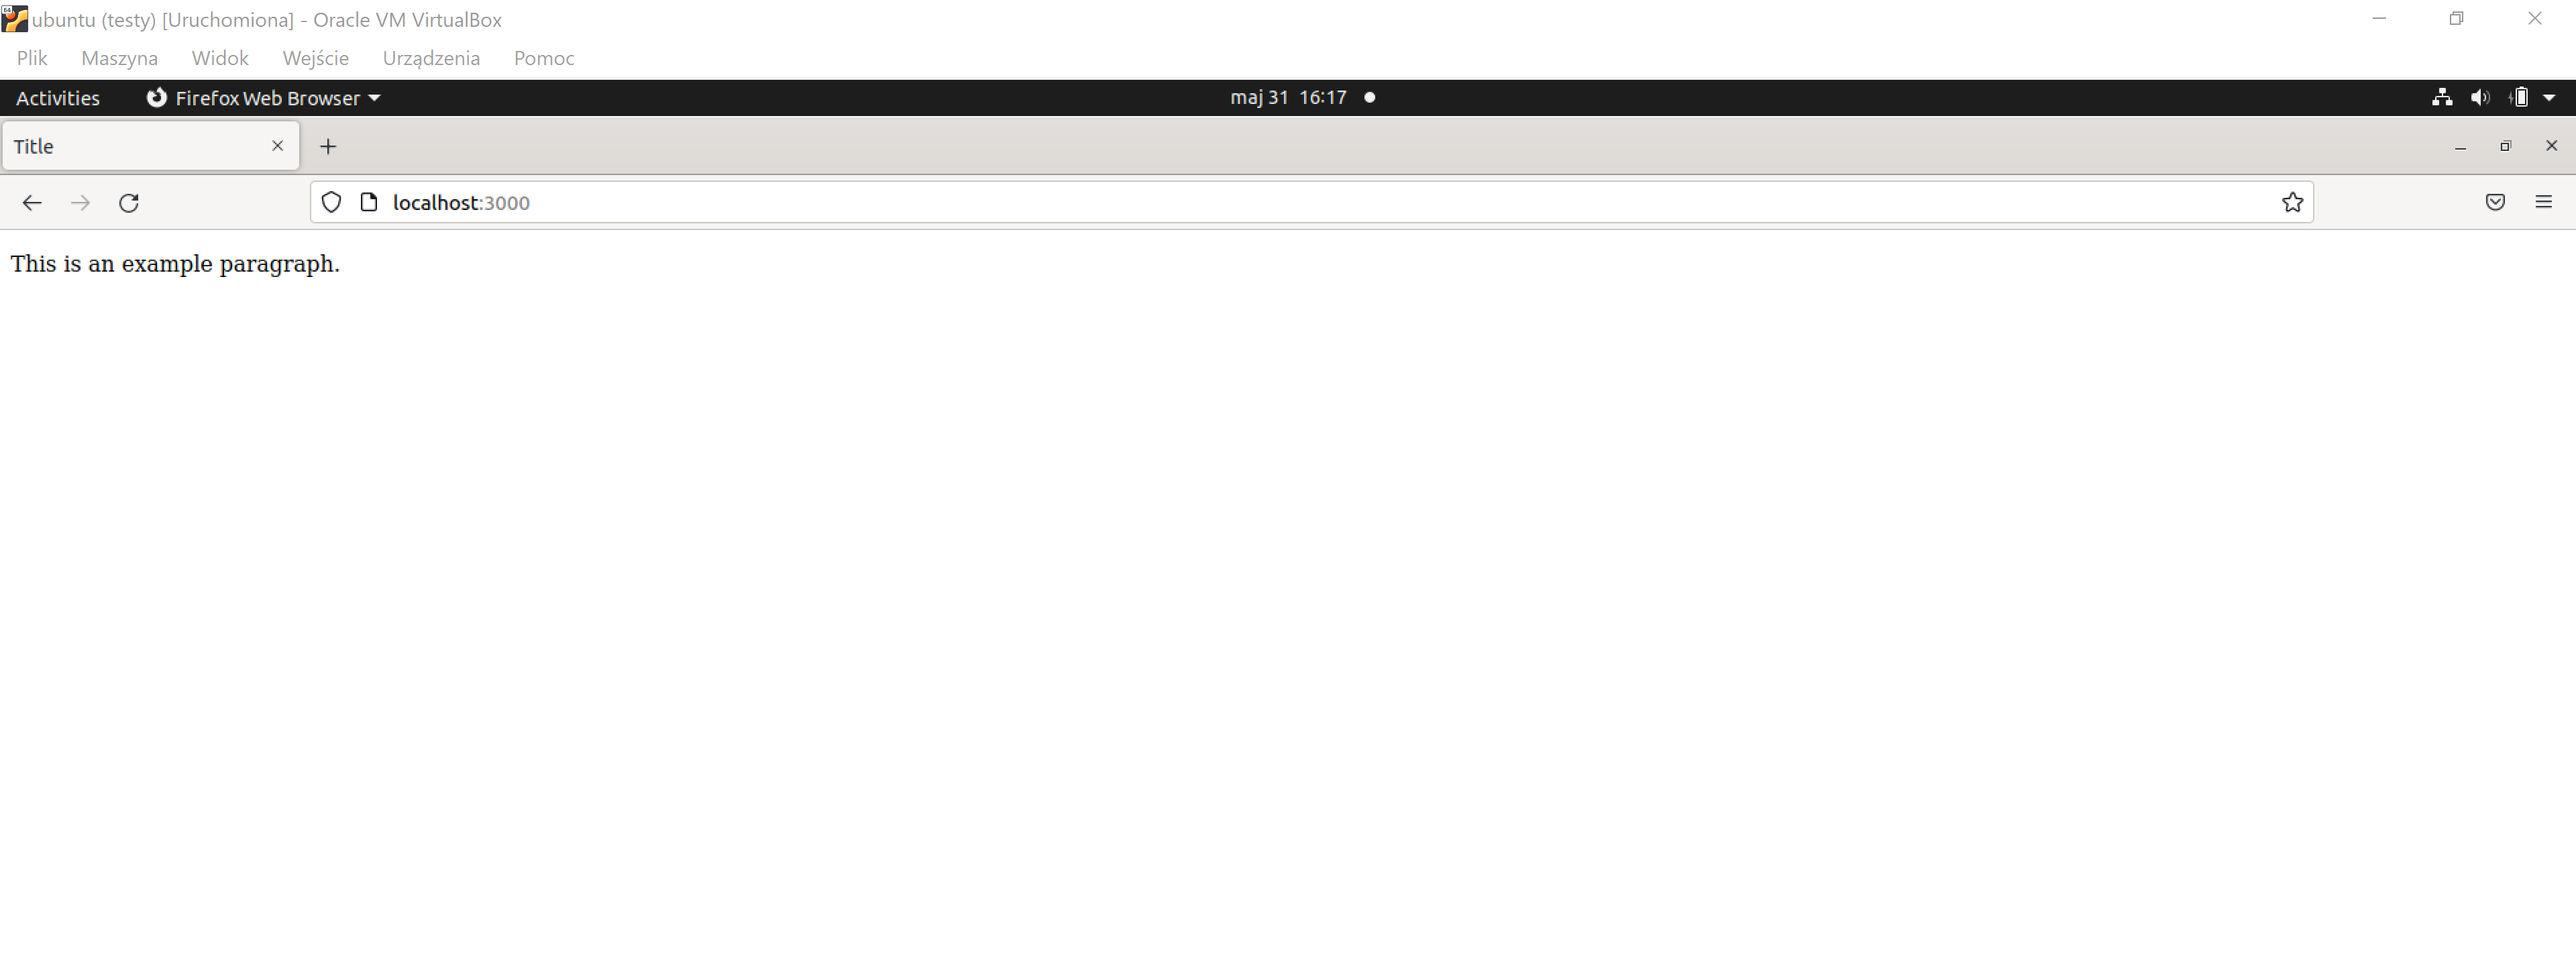 ubuntu (testy) [Uruchomiona] - Oracle VM VirtualBox
Plik Maszyna Widok Wejście Urządzenia Pomoc
Activities Firefox Web Browser maj 31 16:17
Title
localhost:3000
This is an example paragraph.